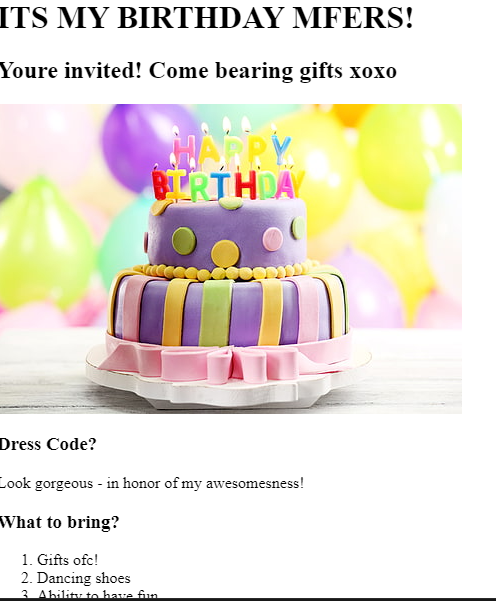 ITS MY BIRTHDAY MFERS!
Youre invited! Come bearing gifts xoxo
HAPPY
BIRTHDAY
Dress Code?
Look gorgeous - in honor of my awesomesness!
What to bring?
1. Gifts ofc!
2. Dancing shoes
3. Ability to have fun